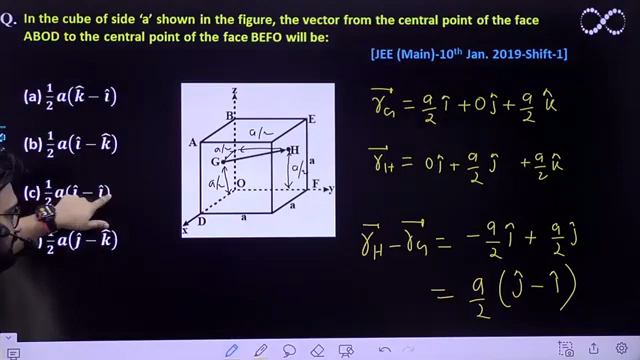 Q. In the cube of side 'a' shown in the figure, the vector from the central point of the face
ABOD to the central point of the face BEFO will be:
[JEE (Main)-10th Jan. 2019-Shift-1]
(a) 1/2 a(k̂ − î)
(b) 1/2 a(î − k̂)
(c) 1/2 a(ĵ − î)
1/2 a(ĵ − k̂)
z
B
E
a/2
A
a/2
H
G
a
a/2
a/2
O
F
y
D
a
a
x
r⃗G = a/2 î + 0ĵ + a/2 k̂
r⃗H = 0î + a/2 ĵ + a/2 k̂
r⃗H − r⃗G = − a/2 î + a/2 ĵ
= a/2 (ĵ − î)